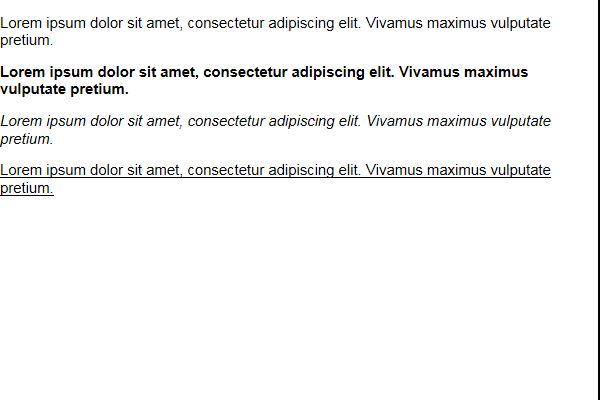 Lorem ipsum dolor sit amet, consectetur adipiscing elit. Vivamus maximus vulputate
pretium.
Lorem ipsum dolor sit amet, consectetur adipiscing elit. Vivamus maximus
vulputate pretium.
Lorem ipsum dolor sit amet, consectetur adipiscing elit. Vivamus maximus vulputate
pretium.
Lorem ipsum dolor sit amet, consectetur adipiscing elit. Vivamus maximus vulputate
pretium.